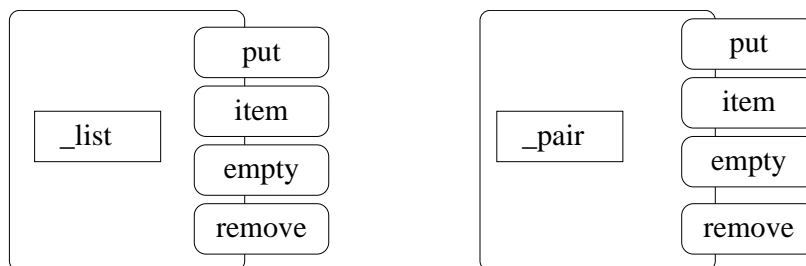 put
item
_list
empty
remove
put
item
_pair
empty
remove